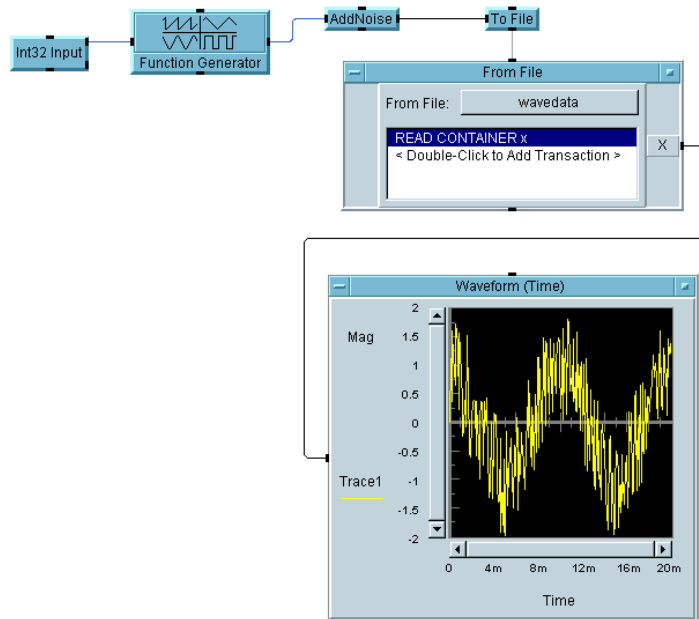 AddNoise
To File
Int32 Input
Function Generator
From File
From File:
wavedata
READ CONTAINER x
< Double-Click to Add Transaction >
X
Waveform (Time)
Mag
Trace1
2
1.5
1
0.5
0
-0.5
-1
-1.5
-2
0 4m 8m 12m 16m 20m
Time